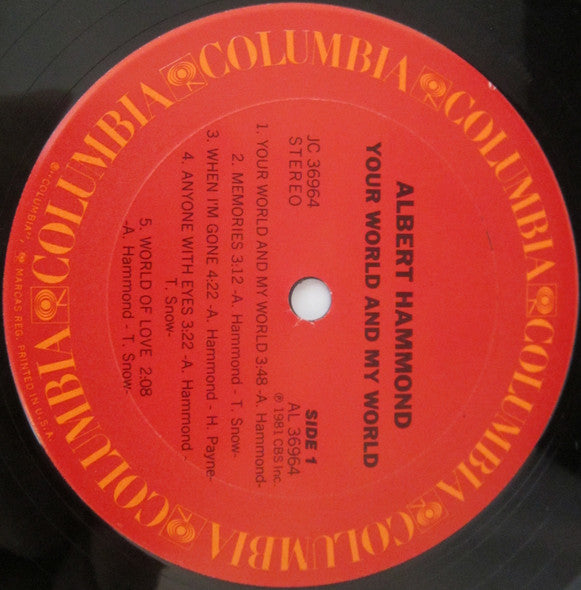 ALBERT HAMMOND
YOUR WORLD AND MY WORLD
JC 36964
STEREO
SIDE 1
AL 36964
℗ 1981 CBS Inc.
1. YOUR WORLD AND MY WORLD 3:48 -A. Hammond-
2. MEMORIES 3:12 -A. Hammond - T. Snow-
3. WHEN I'M GONE 4:22 -A. Hammond - H. Payne-
4. ANYONE WITH EYES 3:22 -A. Hammond -
T. Snow-
5. WORLD OF LOVE 2:08
-A. Hammond - T. Snow-
COLUMBIA COLUMBIA COLUMBIA COLUMBIA COLUMBIA COLUMBIA
℗ "COLUMBIA", MARCAS REG. PRINTED IN U.S.A.